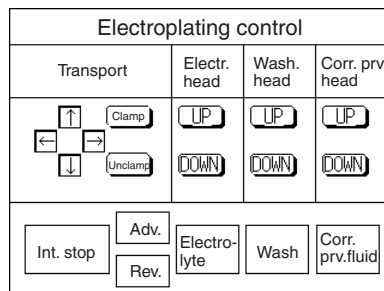 Electroplating control
Transport
Electr.
head
Wash.
head
Corr. prv
head
↑
Clamp
UP
UP
UP
← →
↓
Unclamp
DOWN
DOWN
DOWN
Int. stop
Adv.
Rev.
Electro-
lyte
Wash
Corr.
prv.fluid